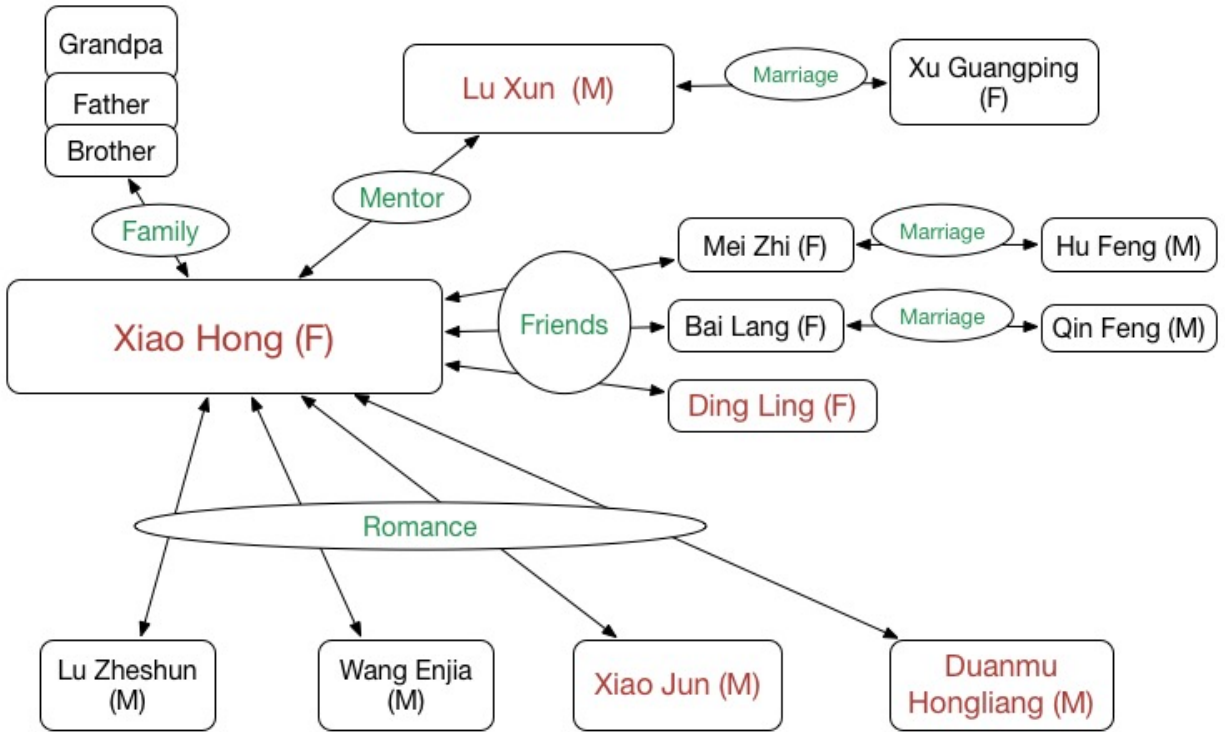 Grandpa
Father
Brother
Lu Xun (M)
Marriage
Xu Guangping
(F)
Mentor
Family
Mei Zhi (F)
Marriage
Hu Feng (M)
Xiao Hong (F)
Friends
Bai Lang (F)
Marriage
Qin Feng (M)
Ding Ling (F)
Romance
Lu Zheshun
(M)
Wang Enjia
(M)
Xiao Jun (M)
Duanmu
Hongliang (M)